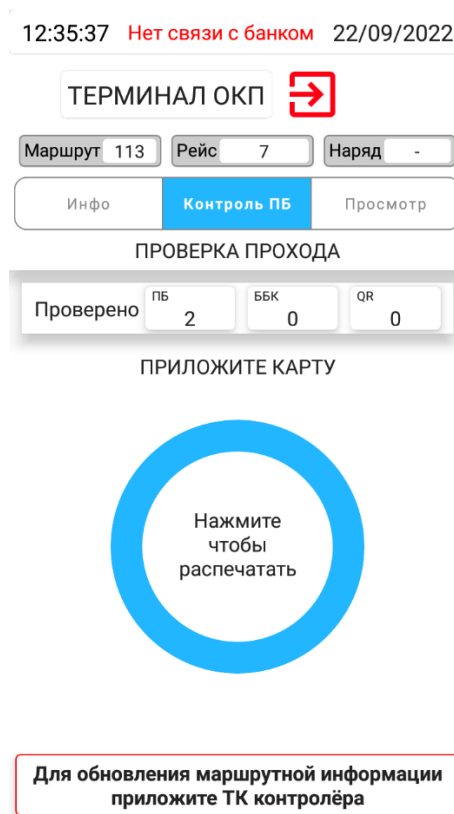 12:35:37 Нет связи с банком 22/09/2022
ТЕРМИНАЛ ОКП
Маршрут 113 Рейс 7 Наряд -
Инфо Контроль ПБ Просмотр
ПРОВЕРКА ПРОХОДА
Проверено ПБ 2 ББК 0 QR 0
ПРИЛОЖИТЕ КАРТУ
Нажмите
чтобы
распечатать
Для обновления маршрутной информации
приложите ТК контролёра